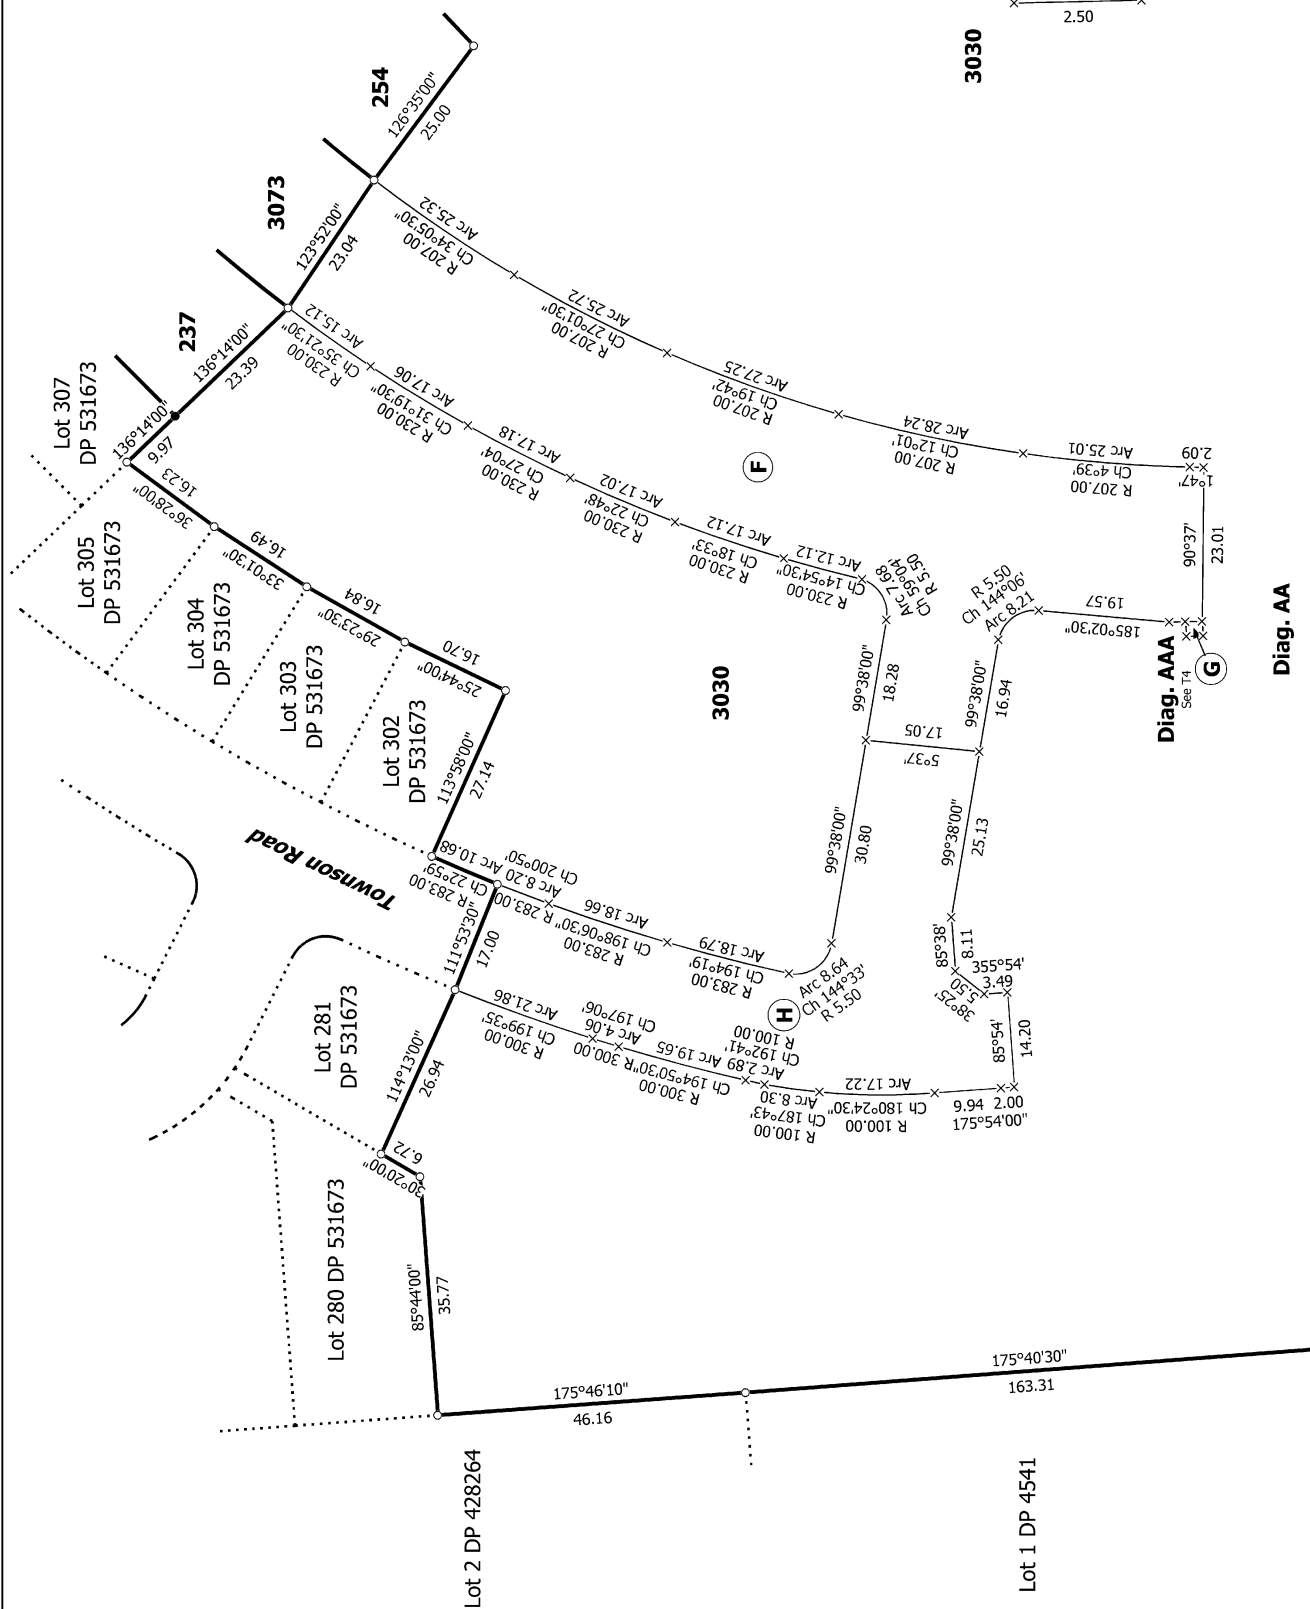 2.50
3030
254
126°35'00"
25.00
3073
123°52'00"
23.04
237
136°14'00"
23.39
Lot 307
DP 531673
136°14'00"
9.97
36°28'00"
16.23
Lot 305
DP 531673
33°01'30"
16.49
Lot 304
DP 531673
29°23'30"
16.84
Lot 303
DP 531673
25°44'00"
16.70
Lot 302
DP 531673
113°58'00"
27.14
R 207.00
Ch 34°05'30"
Arc 25.32
R 207.00
Ch 27°01'30"
Arc 25.72
R 207.00
Ch 19°42'
Arc 27.25
R 207.00
Ch 12°01'
Arc 28.24
R 207.00
Ch 4°39'
Arc 25.01
1°47'
2.09
R 230.00
Ch 35°21'30"
Arc 15.12
R 230.00
Ch 31°19'30"
Arc 17.06
R 230.00
Ch 27°04'
Arc 17.18
R 230.00
Ch 22°48'
Arc 17.02
R 230.00
Ch 18°33'
Arc 17.12
R 230.00
Ch 14°54'30"
Arc 12.12
Arc 7.68
Ch 59°04'
R 5.50
F
90°37'
23.01
R 5.50
Ch 144°06'
Arc 8.21
185°02'30"
19.57
Diag. AAA
See T4
G
Diag. AA
3030
99°38'00"
18.28
99°38'00"
16.94
5°37'
17.05
99°38'00"
30.80
99°38'00"
25.13
85°38'
8.11
38°25'
5.50
355°54'
3.49
85°54'
14.20
Townson Road
R 283.00
Ch 22°59'
Arc 10.68
111°53'30"
17.00
R 283.00
Arc 8.20
Ch 200°50'
R 283.00
Ch 198°06'30"
Arc 18.66
R 283.00
Ch 194°19'
Arc 18.79
Arc 8.64
Ch 144°33'
R 5.50
H
Lot 281
DP 531673
114°13'00"
26.94
R 300.00
Ch 199°35'
Arc 21.86
R 300.00
Arc 4.06
Ch 197°06'
R 300.00
Ch 194°50'30"
Arc 19.65
Arc 2.89
Ch 192°41'
R 100.00
R 100.00
Ch 187°43'
Arc 8.30
R 100.00
Ch 180°24'30"
Arc 17.22
9.94 2.00
175°54'00"
30°20'00"
6.72
Lot 280 DP 531673
85°44'00"
35.77
175°46'10"
46.16
175°40'30"
163.31
Lot 2 DP 428264
Lot 1 DP 4541